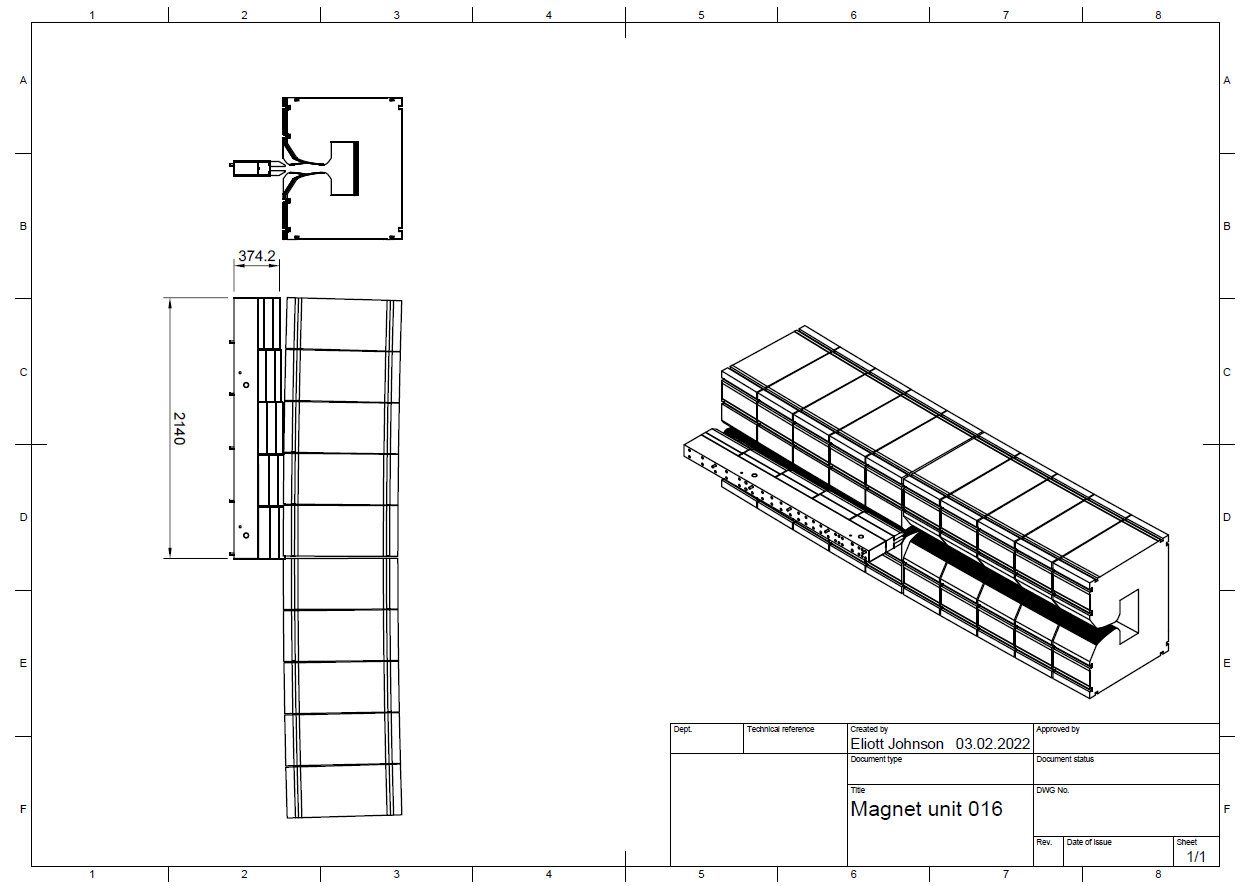 1 2 3 4 5 6 7 8
A A
B B
374.2
C C
2140
D D
E E
Dept. Technical reference Created by Approved by
Eliott Johnson 03.02.2022
Document type Document status
Title DWG No.
Magnet unit 016
F F
Rev. Date of issue Sheet
1/1
1 2 3 4 5 6 7 8